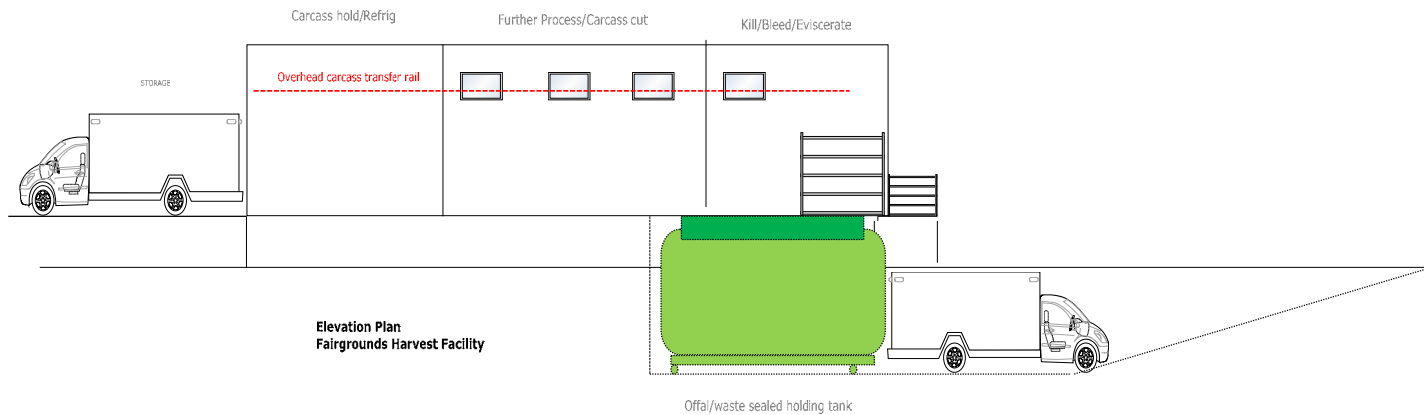 Carcass hold/Refrig
Further Process/Carcass cut
Kill/Bleed/Eviscerate
Overhead carcass transfer rail
STORAGE
Elevation Plan
Fairgrounds Harvest Facility
Offal/waste sealed holding tank